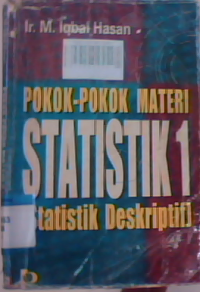 Ir. M. Iqbal Hasan
POKOK-POKOK MATERI
STATISTIK 1
[Statistik Deskriptif]